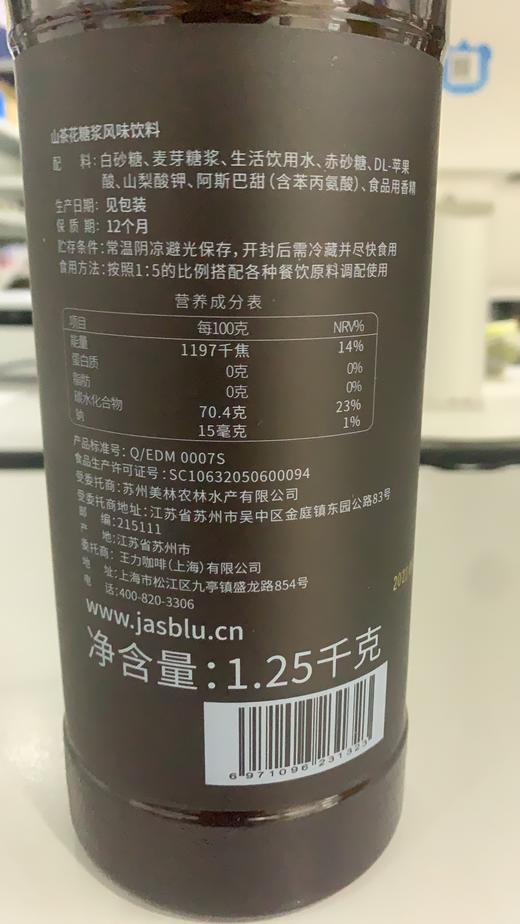 山茶花糖浆风味饮料
配 料:白砂糖、麦芽糖浆、生活饮用水、赤砂糖、DL-苹果
酸、山梨酸钾、阿斯巴甜(含苯丙氨酸)、食品用香精
生产日期:见包装
保 质 期:12个月
贮存条件:常温阴凉避光保存,开封后需冷藏并尽快食用
食用方法:按照1:5的比例搭配各种餐饮原料调配使用
营养成分表
项目 每100克 NRV%
能量 1197千焦 14%
蛋白质 0克 0%
脂肪 0克 0%
碳水化合物 70.4克 23%
钠 15毫克 1%
产品标准号:Q/EDM 0007S
食品生产许可证号:SC10632050600094
受委托商:苏州美林农林水产有限公司
受委托商地址:江苏省苏州市吴中区金庭镇东园公路83号
邮 编:215111
产 地:江苏省苏州市
委托商:王力咖啡(上海)有限公司
地 址:上海市松江区九亭镇盛龙路854号
电 话:400-820-3306
www.jasblu.cn
净含量:1.25千克
6 971096 231323